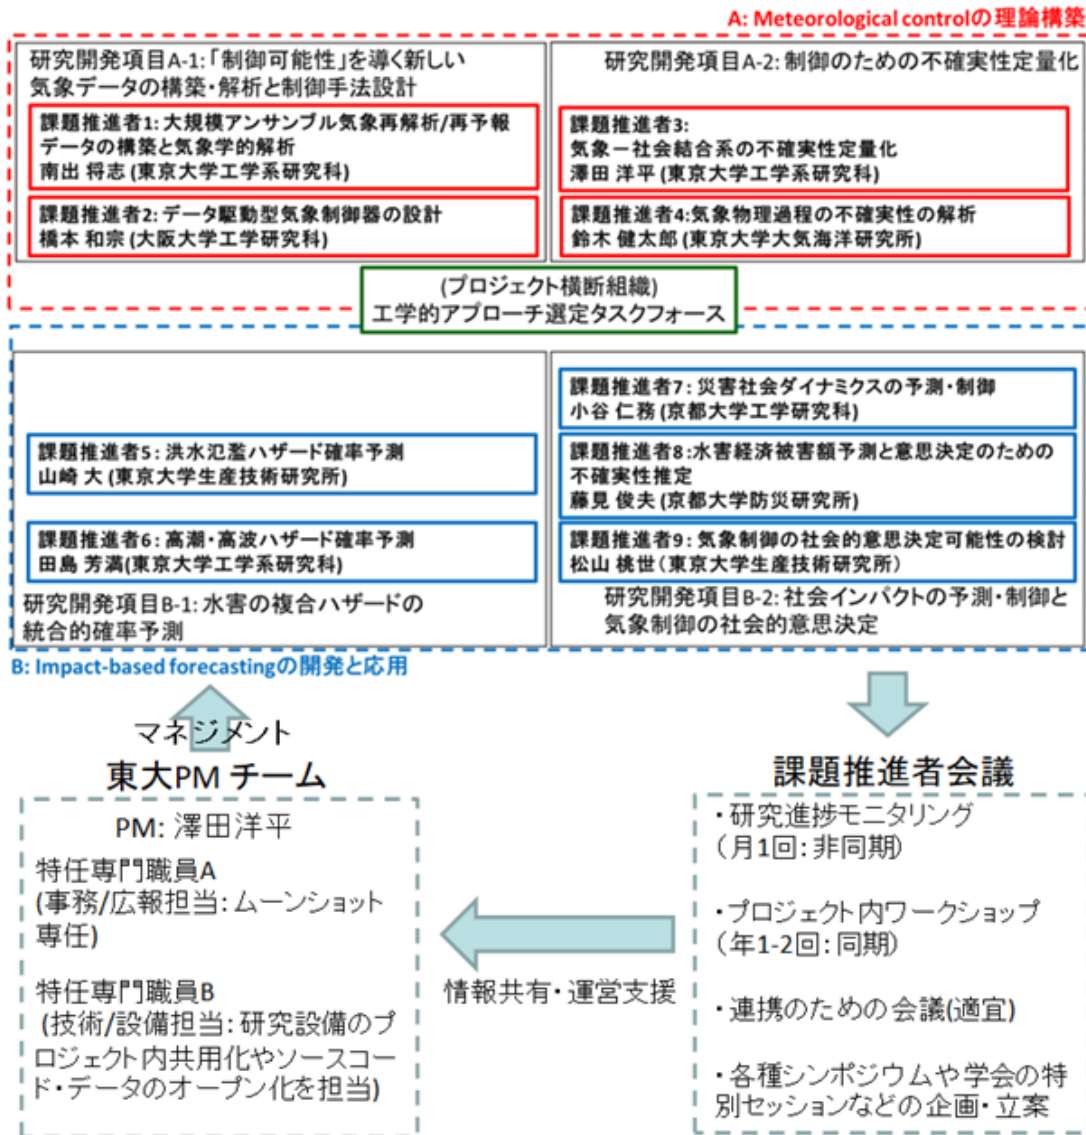 A: Meteorological controlの理論構築
研究開発項目A-1:「制御可能性」を導く新しい
気象データの構築・解析と制御手法設計
課題推進者1: 大規模アンサンブル気象再解析/再予報
データの構築と気象学的解析
南出 将志 (東京大学工学系研究科)
課題推進者2: データ駆動型気象制御器の設計
橋本 和宗 (大阪大学工学研究科)
研究開発項目A-2: 制御のための不確実性定量化
課題推進者3:
気象－社会結合系の不確実性定量化
澤田 洋平 (東京大学工学系研究科)
課題推進者4:気象物理過程の不確実性の解析
鈴木 健太郎 (東京大学大気海洋研究所)
(プロジェクト横断組織)
工学的アプローチ選定タスクフォース
課題推進者5: 洪水氾濫ハザード確率予測
山崎 大 (東京大学生産技術研究所)
課題推進者6: 高潮・高波ハザード確率予測
田島 芳満(東京大学工学系研究科)
研究開発項目B-1: 水害の複合ハザードの
統合的確率予測
課題推進者7: 災害社会ダイナミクスの予測・制御
小谷 仁務 (京都大学工学研究科)
課題推進者8:水害経済被害額予測と意思決定のための
不確実性推定
藤見 俊夫 (京都大学防災研究所)
課題推進者9: 気象制御の社会的意思決定可能性の検討
松山 桃世（東京大学生産技術研究所）
研究開発項目B-2: 社会インパクトの予測・制御と
気象制御の社会的意思決定
B: Impact-based forecastingの開発と応用
マネジメント
東大PM チーム
PM: 澤田洋平
特任専門職員A
(事務/広報担当: ムーンショット
専任)
特任専門職員B
(技術/設備担当: 研究設備のプ
ロジェクト内共用化やソースコー
ド・データのオープン化を担当)
情報共有・運営支援
課題推進者会議
・研究進捗モニタリング
（月1回: 非同期）
・プロジェクト内ワークショップ
（年1-2回: 同期）
・連携のための会議(適宜)
・各種シンポジウムや学会の特
別セッションなどの企画・立案